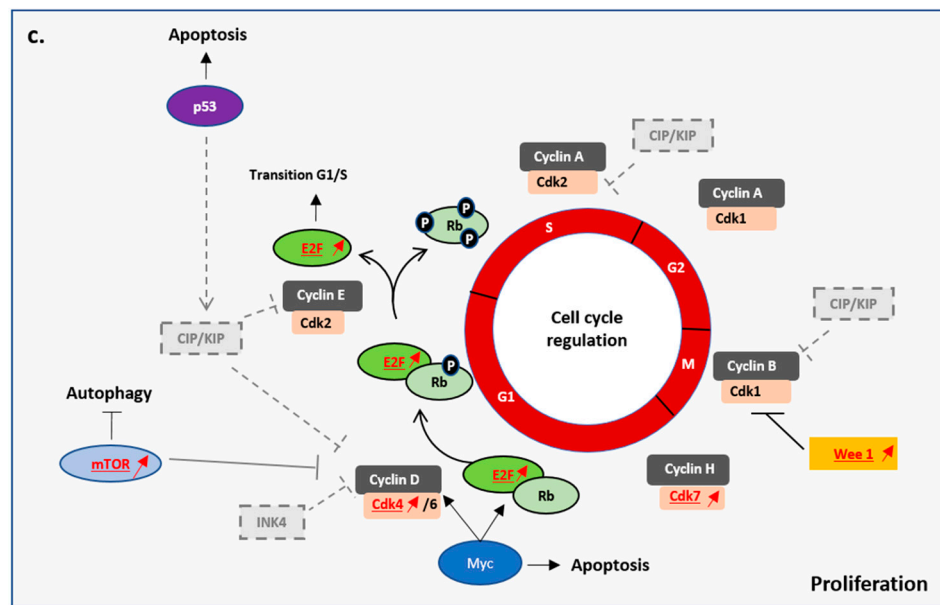 c.
Apoptosis
p53
Transition G1/S
E2F
P
P
P
Rb
Cyclin A
Cdk2
CIP/KIP
Cyclin A
Cdk1
S
G2
M
G1
Cell cycle
regulation
Cyclin E
Cdk2
CIP/KIP
CIP/KIP
E2F
P
Rb
Cyclin B
Cdk1
Autophagy
mTOR
Wee 1
Cyclin D
Cdk4 /6
E2F
Rb
Cyclin H
Cdk7
INK4
Myc
Apoptosis
Proliferation